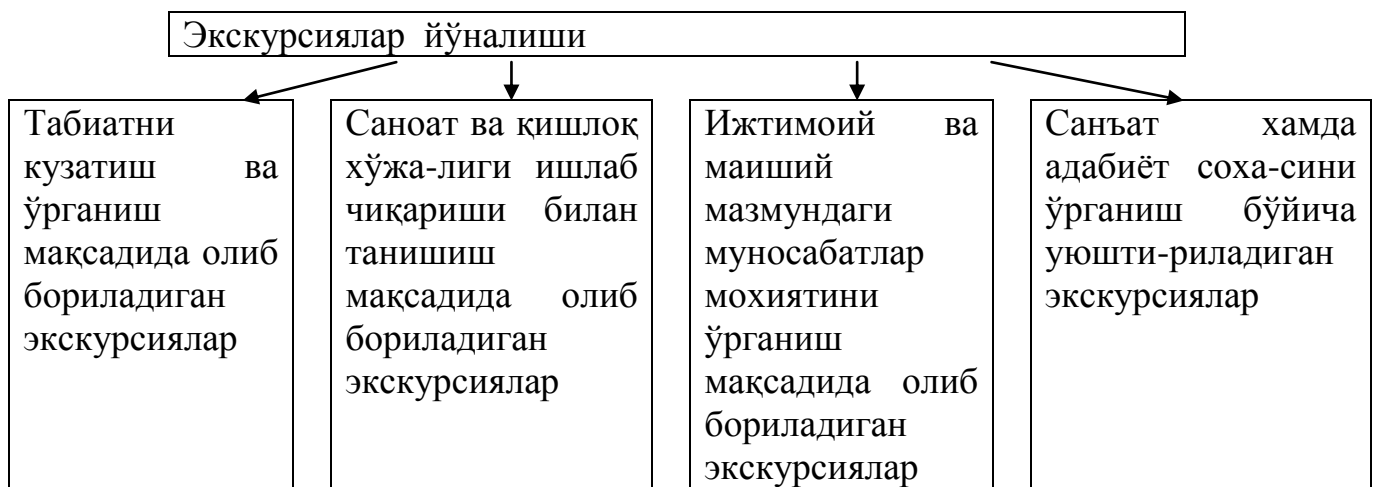 Экскурсиялар йўналиши
Табиатни
кузатиш ва
ўрганиш
мақсадида олиб
бориладиган
экскурсиялар
Саноат ва қишлоқ
хўжа-лиги ишлаб
чиқариши билан
танишиш
мақсадида олиб
бориладиган
экскурсиялар
Ижтимоий ва
маиший
мазмундаги
муносабатлар
мохиятини
ўрганиш
мақсадида олиб
бориладиган
экскурсиялар
Санъат хамда
адабиёт соха-сини
ўрганиш бўйича
уюшти-риладиган
экскурсиялар